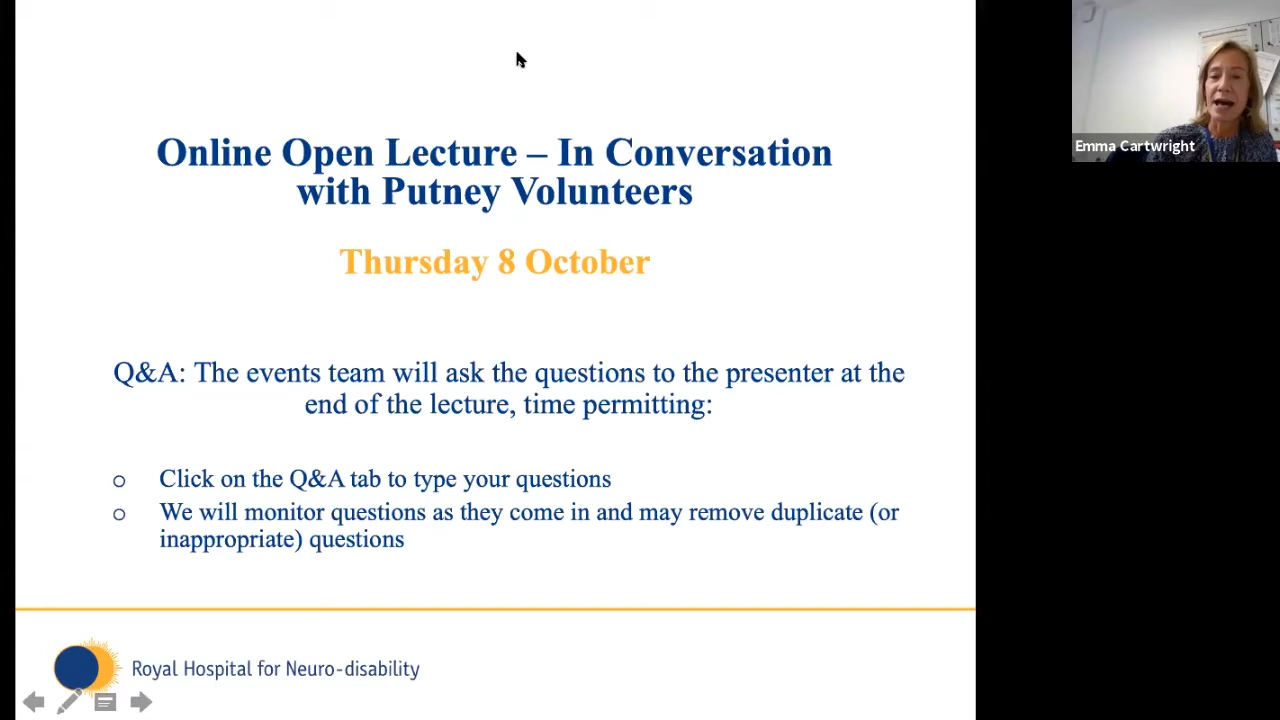 Online Open Lecture – In Conversation
with Putney Volunteers
Thursday 8 October
Q&A: The events team will ask the questions to the presenter at the
end of the lecture, time permitting:
o Click on the Q&A tab to type your questions
o We will monitor questions as they come in and may remove duplicate (or
inappropriate) questions
Royal Hospital for Neuro-disability
Emma Cartwright